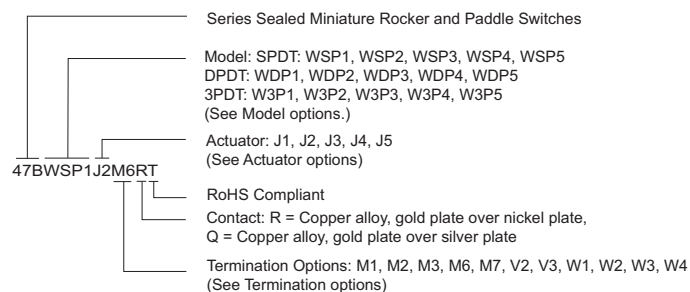 Series Sealed Miniature Rocker and Paddle Switches
Model: SPDT: WSP1, WSP2, WSP3, WSP4, WSP5
DPDT: WDP1, WDP2, WDP3, WDP4, WDP5
3PDT: W3P1, W3P2, W3P3, W3P4, W3P5
(See Model options.)
Actuator: J1, J2, J3, J4, J5
(See Actuator options)
47BWSP1J2M6RT
RoHS Compliant
Contact: R = Copper alloy, gold plate over nickel plate,
Q = Copper alloy, gold plate over silver plate
Termination Options: M1, M2, M3, M6, M7, V2, V3, W1, W2, W3, W4
(See Termination options)